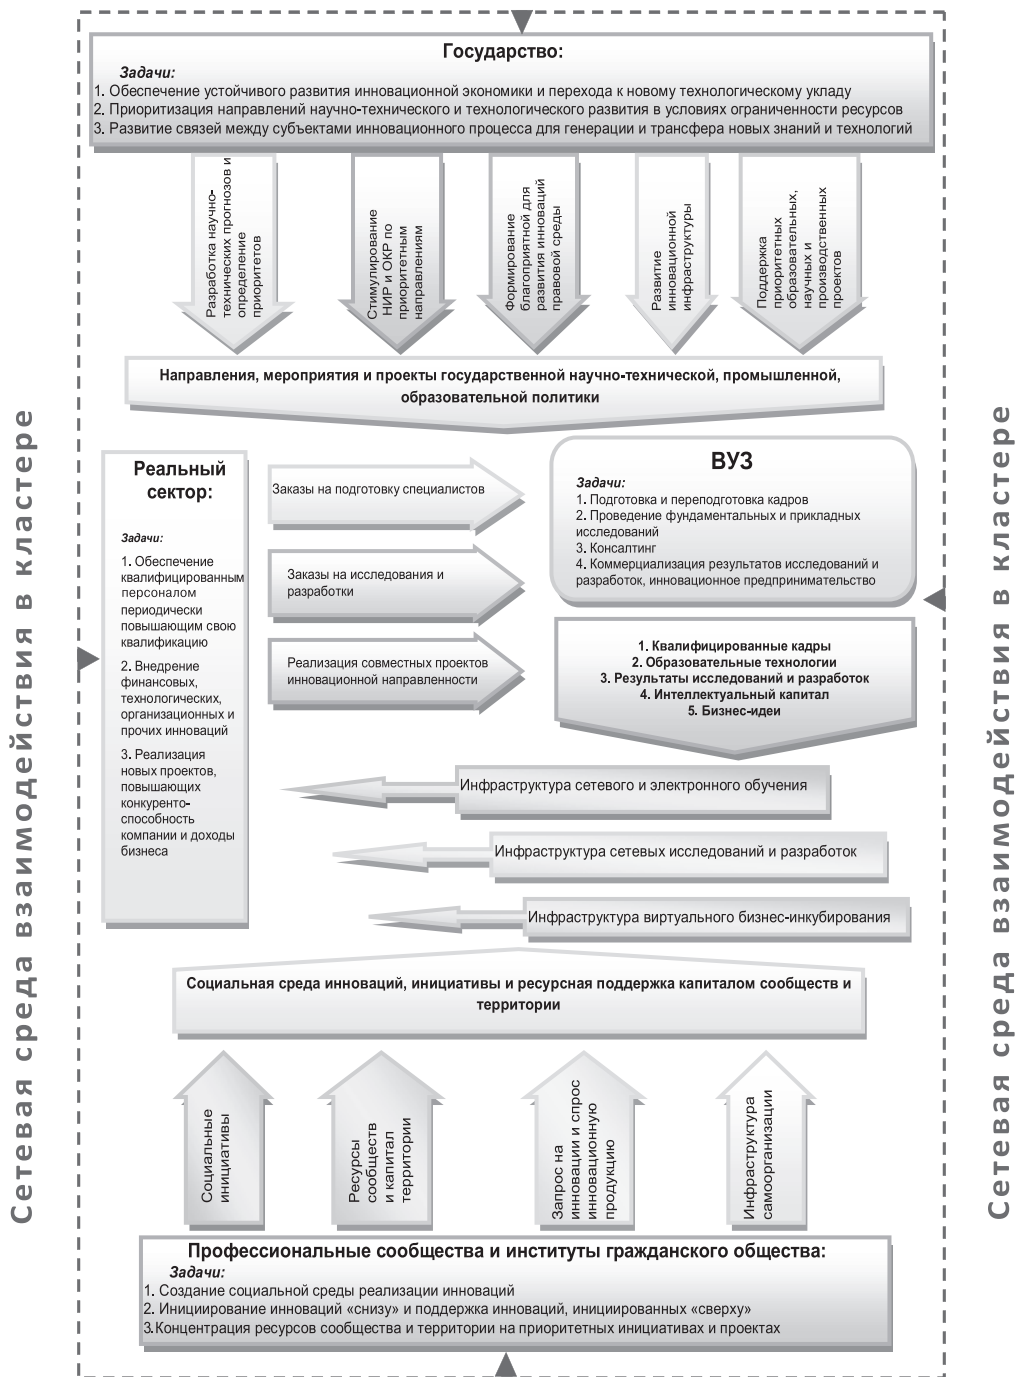 Сетевая среда взаимодействия в кластере
Государство:
Задачи:
1. Обеспечение устойчивого развития инновационной экономики и перехода к новому технологическому укладу
2. Приоритизация направлений научно-технического и технологического развития в условиях ограниченности ресурсов
3. Развитие связей между субъектами инновационного процесса для генерации и трансфера новых знаний и технологий
Разработка научно-
технических прогнозов и
определение
приоритетов
Стимулирование
НИР и ОКР по
приоритетным
направлениям
Формирование
благоприятной для
развития инноваций
правовой среды
Развитие
инновационной
инфраструктуры
Поддержка
приоритетных
образовательных,
научных и
производственных
проектов
Направления, мероприятия и проекты государственной научно-технической, промышленной,
образовательной политики
Реальный
сектор:
Задачи:
1. Обеспечение
квалифицированным
персоналом
периодически
повышающим свою
квалификацию
2. Внедрение
финансовых,
технологических,
организационных и
прочих инноваций
3. Реализация
новых проектов,
повышающих
конкуренто-
способность
компании и доходы
бизнеса
Заказы на подготовку специалистов
Заказы на исследования и
разработки
Реализация совместных проектов
инновационной направленности
ВУЗ
Задачи:
1. Подготовка и переподготовка кадров
2. Проведение фундаментальных и прикладных
исследований
3. Консалтинг
4. Коммерциализация результатов исследований и
разработок, инновационное предпринимательство
1. Квалифицированные кадры
2. Образовательные технологии
3. Результаты исследований и разработок
4. Интеллектуальный капитал
5. Бизнес-идеи
Инфраструктура сетевого и электронного обучения
Инфраструктура сетевых исследований и разработок
Инфраструктура виртуального бизнес-инкубирования
Социальная среда инноваций, инициативы и ресурсная поддержка капиталом сообществ и
территории
Социальные
инициативы
Ресурсы
сообществ
и капитал
территории
Запрос на
инновации и спрос
инновационную
продукцию
Инфраструктура
самоорганизации
Профессиональные сообщества и институты гражданского общества:
Задачи:
1. Создание социальной среды реализации инноваций
2. Инициирование инноваций «снизу» и поддержка инноваций, инициированных «сверху»
3.Концентрация ресурсов сообщества и территории на приоритетных инициативах и проектах
Сетевая среда взаимодействия в кластере